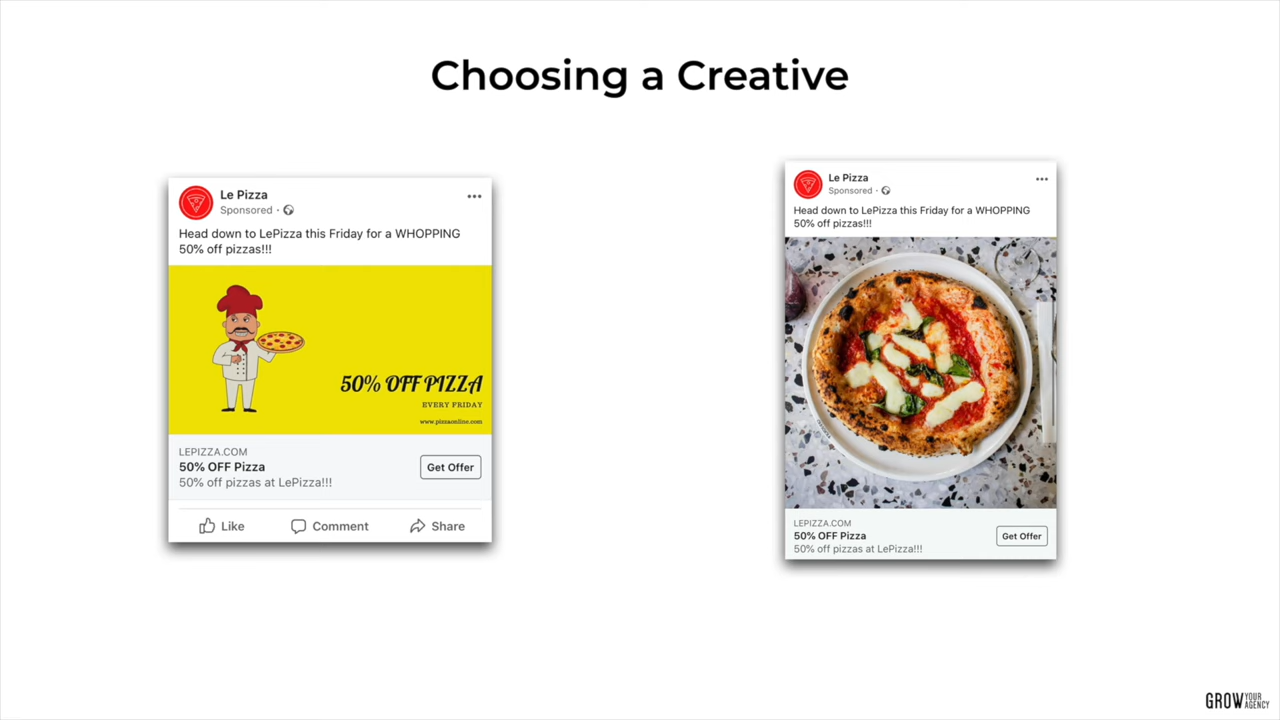 Choosing a Creative
Le Pizza
Sponsored ·
Head down to LePizza this Friday for a WHOPPING
50% off pizzas!!!
50% OFF PIZZA
EVERY FRIDAY
www.pizzaonline.com
LEPIZZA.COM
50% OFF Pizza
50% off pizzas at LePizza!!!
Get Offer
Like
Comment
Share
Le Pizza
Sponsored ·
Head down to LePizza this Friday for a WHOPPING
50% off pizzas!!!
LEPIZZA.COM
50% OFF Pizza
50% off pizzas at LePizza!!!
Get Offer
GROW YOUR
AGENCY